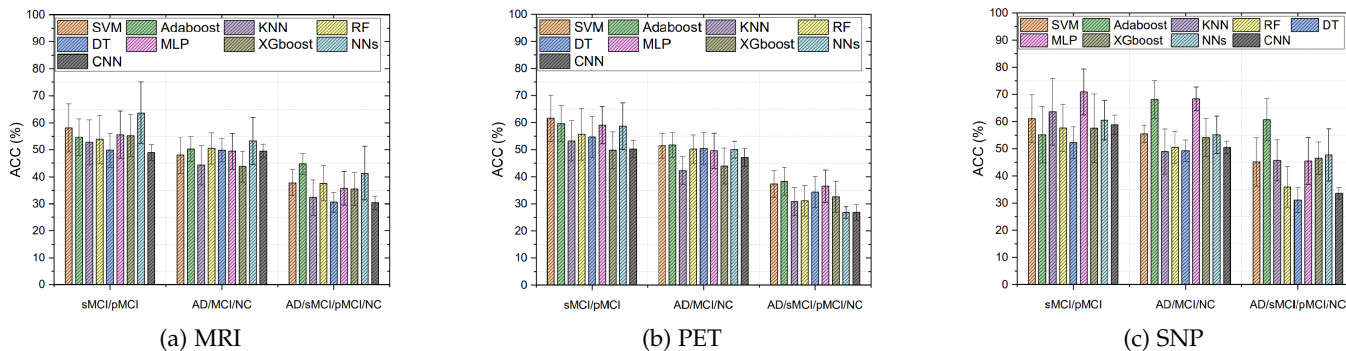 100
90
80
70
60
50
40
30
20
10
0
ACC (%)
SVM Adaboost KNN RF
DT MLP XGboost NNs
CNN
sMCI/pMCI AD/MCI/NC AD/sMCI/pMCI/NC
(a) MRI
100
90
80
70
60
50
40
30
20
10
0
ACC (%)
SVM Adaboost KNN RF
DT MLP XGboost NNs
CNN
sMCI/pMCI AD/MCI/NC AD/sMCI/pMCI/NC
(b) PET
100
90
80
70
60
50
40
30
20
10
0
ACC (%)
SVM Adaboost KNN RF DT
MLP XGboost NNs CNN
sMCI/pMCI AD/MCI/NC AD/sMCI/pMCI/NC
(c) SNP